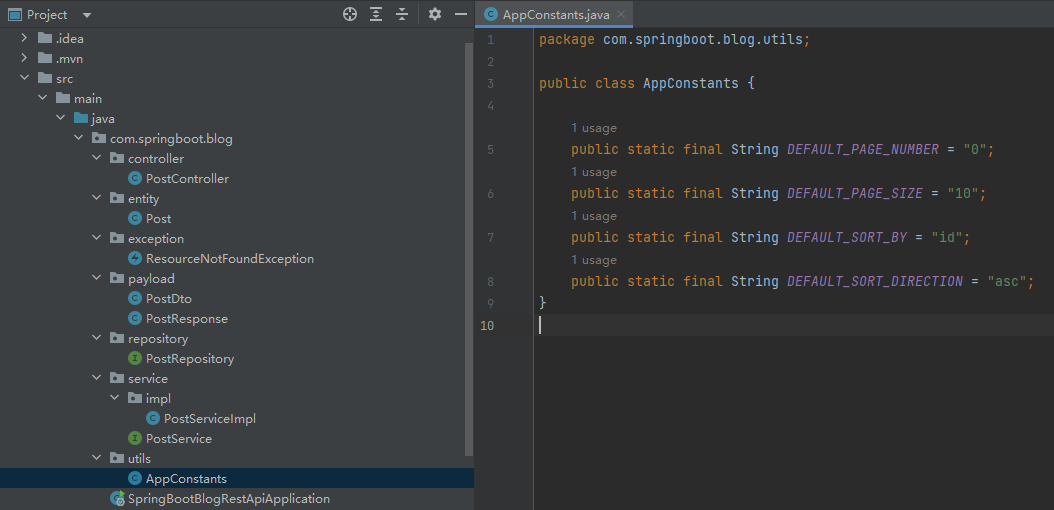 Project
.idea
.mvn
src
main
java
com.springboot.blog
controller
PostController
entity
Post
exception
ResourceNotFoundException
payload
PostDto
PostResponse
repository
PostRepository
service
impl
PostServiceImpl
PostService
utils
AppConstants
SpringBootBlogRestApiApplication
AppConstants.java
1 package com.springboot.blog.utils;
2
3 public class AppConstants {
4
1 usage
5 public static final String DEFAULT_PAGE_NUMBER = "0";
1 usage
6 public static final String DEFAULT_PAGE_SIZE = "10";
1 usage
7 public static final String DEFAULT_SORT_BY = "id";
1 usage
8 public static final String DEFAULT_SORT_DIRECTION = "asc";
9 }
10